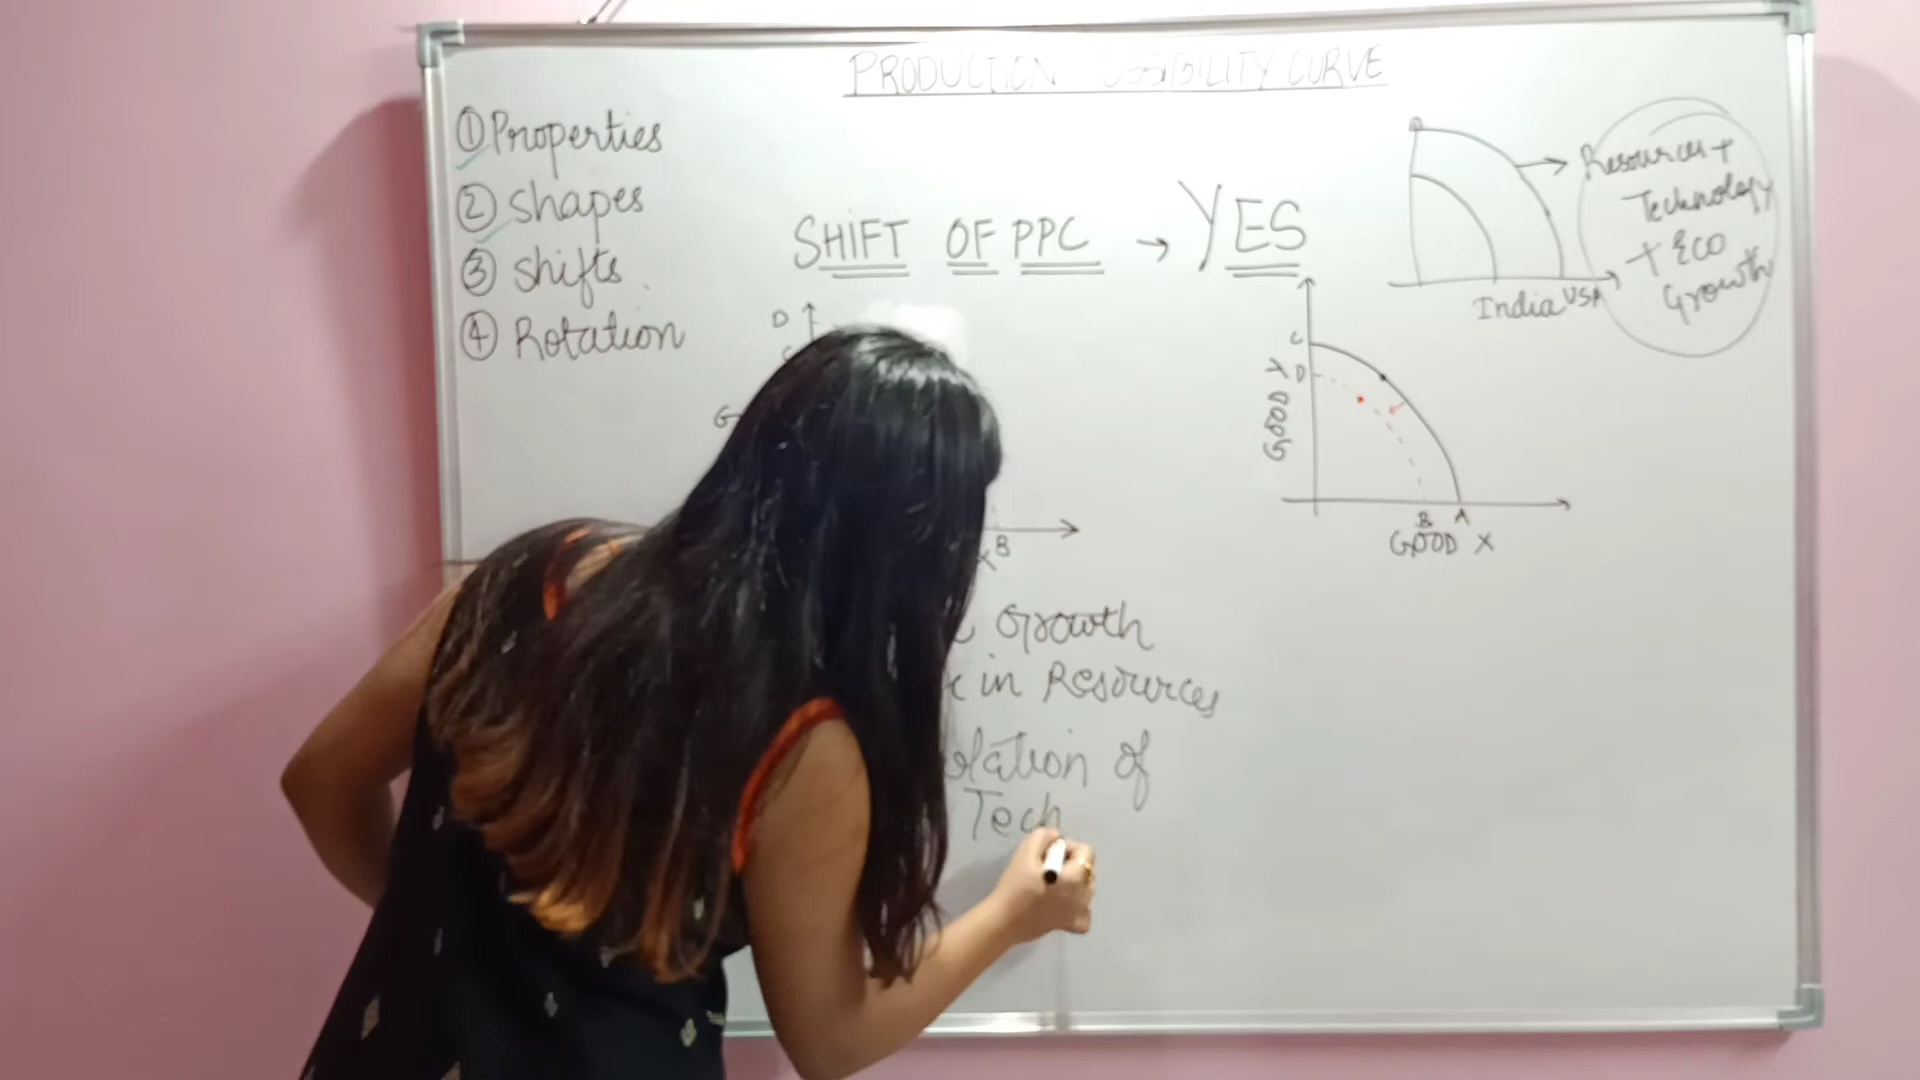 PRODUCTION POSSIBILITY CURVE
① Properties
② Shapes
③ Shifts
④ Rotation
SHIFT OF PPC → YES
Resources +
Technology
+ Eco
Growth
India USA
D
C
G
B
X
C
D
GOOD Y
B A
GOOD X
Growth
in Resources
of
Tech